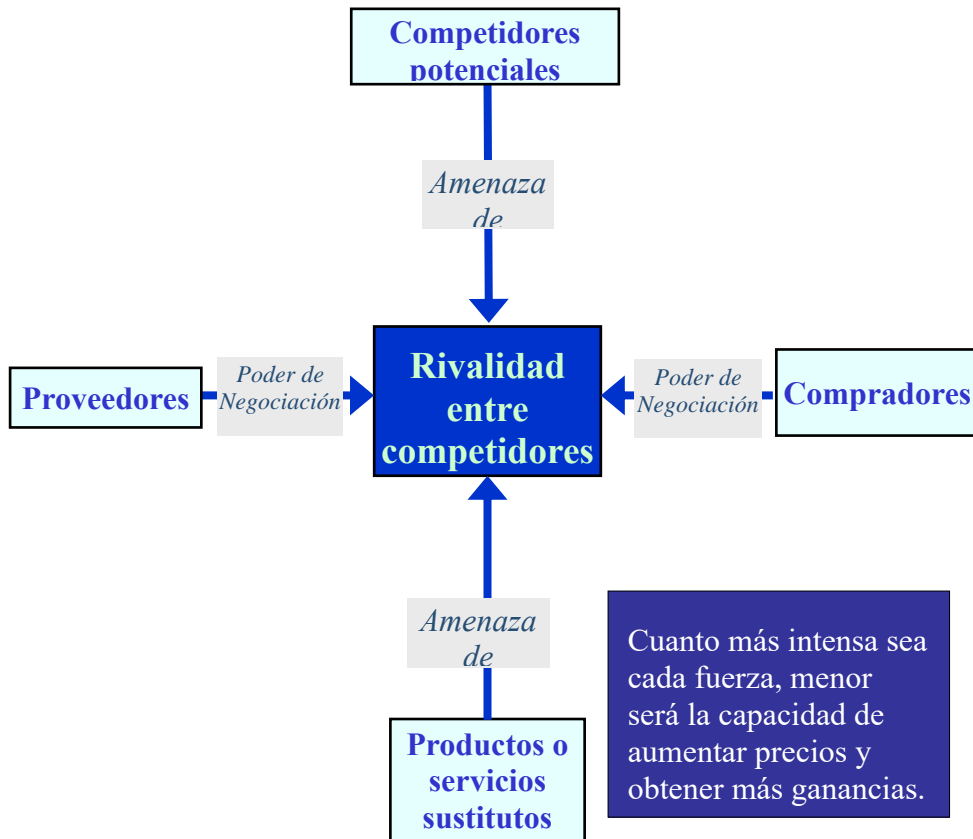 Competidores
potenciales
Amenaza
de
Proveedores
Poder de
Negociación
Rivalidad
entre
competidores
Poder de
Negociación
Compradores
Amenaza
de
Productos o
servicios
sustitutos
Cuanto más intensa sea
cada fuerza, menor
será la capacidad de
aumentar precios y
obtener más ganancias.